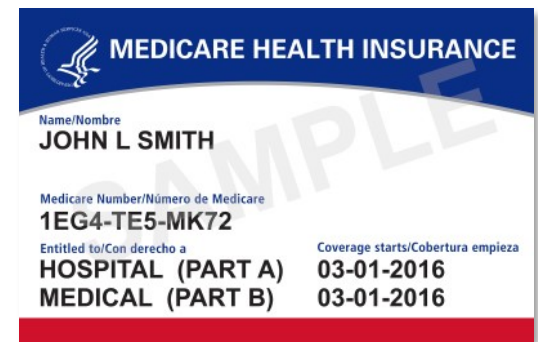 MEDICARE HEALTH INSURANCE
Name/Nombre
JOHN L SMITH
Medicare Number/Número de Medicare
1EG4-TE5-MK72
Entitled to/Con derecho a Coverage starts/Cobertura empieza
HOSPITAL (PART A) 03-01-2016
MEDICAL (PART B) 03-01-2016
SAMPLE